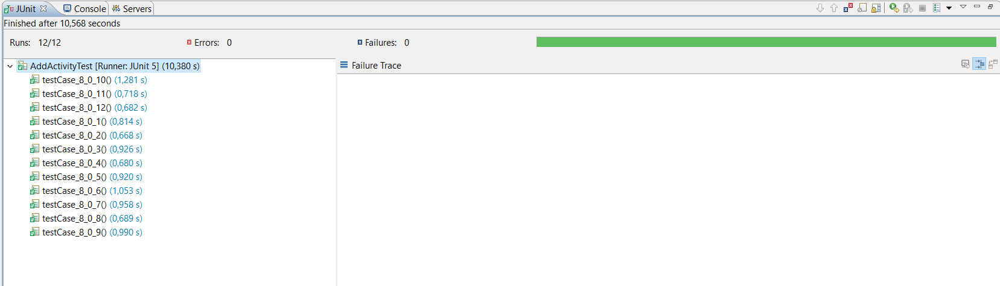 JUnit Console Servers
Finished after 10,568 seconds
Runs: 12/12 Errors: 0 Failures: 0
AddActivityTest [Runner: JUnit 5] (10,380 s)
Failure Trace
testCase_8_0_10() (1,281 s)
testCase_8_0_11() (0,718 s)
testCase_8_0_12() (0,682 s)
testCase_8_0_1() (0,814 s)
testCase_8_0_2() (0,668 s)
testCase_8_0_3() (0,926 s)
testCase_8_0_4() (0,680 s)
testCase_8_0_5() (0,920 s)
testCase_8_0_6() (1,053 s)
testCase_8_0_7() (0,958 s)
testCase_8_0_8() (0,689 s)
testCase_8_0_9() (0,990 s)